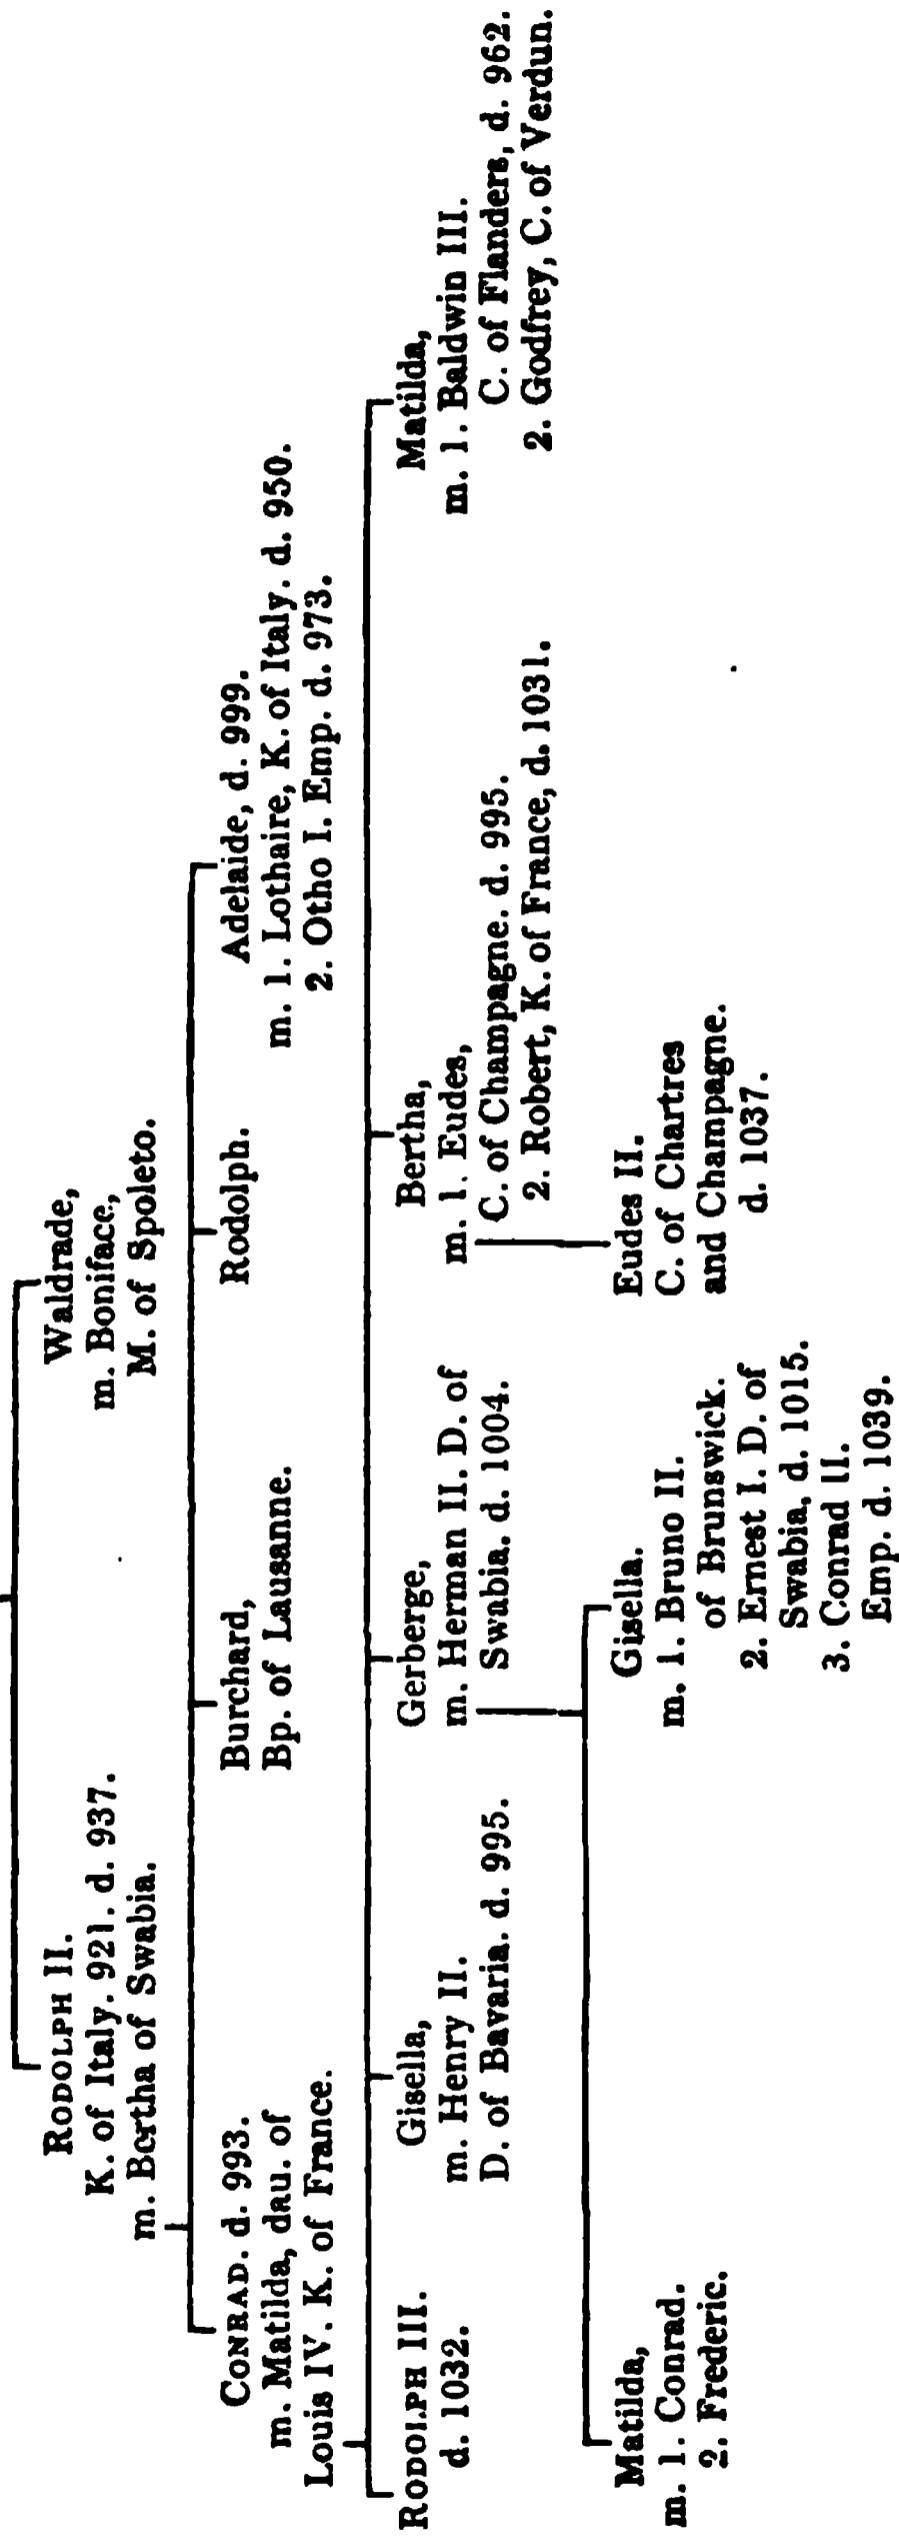 RODOLPH II.
K. of Italy. 921. d. 937.
m. Bertha of Swabia.
Waldrade,
m. Boniface,
M. of Spoleto.
CONRAD. d. 993.
m. Matilda, dau. of
Louis IV. K. of France.
Burchard,
Bp. of Lausanne.
Rodolph.
Adelaide, d. 999.
m. 1. Lothaire, K. of Italy. d. 950.
2. Otho I. Emp. d. 973.
RODOLPH III.
d. 1032.
Gisella,
m. Henry II.
D. of Bavaria. d. 995.
Gerberge,
m. Herman II. D. of
Swabia. d. 1004.
Bertha,
m. 1. Eudes,
C. of Champagne. d. 995.
2. Robert, K. of France, d. 1031.
Matilda,
m. 1. Baldwin III.
C. of Flanders, d. 962.
2. Godfrey, C. of Verdun.
Matilda,
m. 1. Conrad.
2. Frederic.
Gisella.
m. 1. Bruno II.
of Brunswick.
2. Ernest I. D. of
Swabia, d. 1015.
3. Conrad II.
Emp. d. 1039.
Eudes II.
C. of Chartres
and Champagne.
d. 1037.